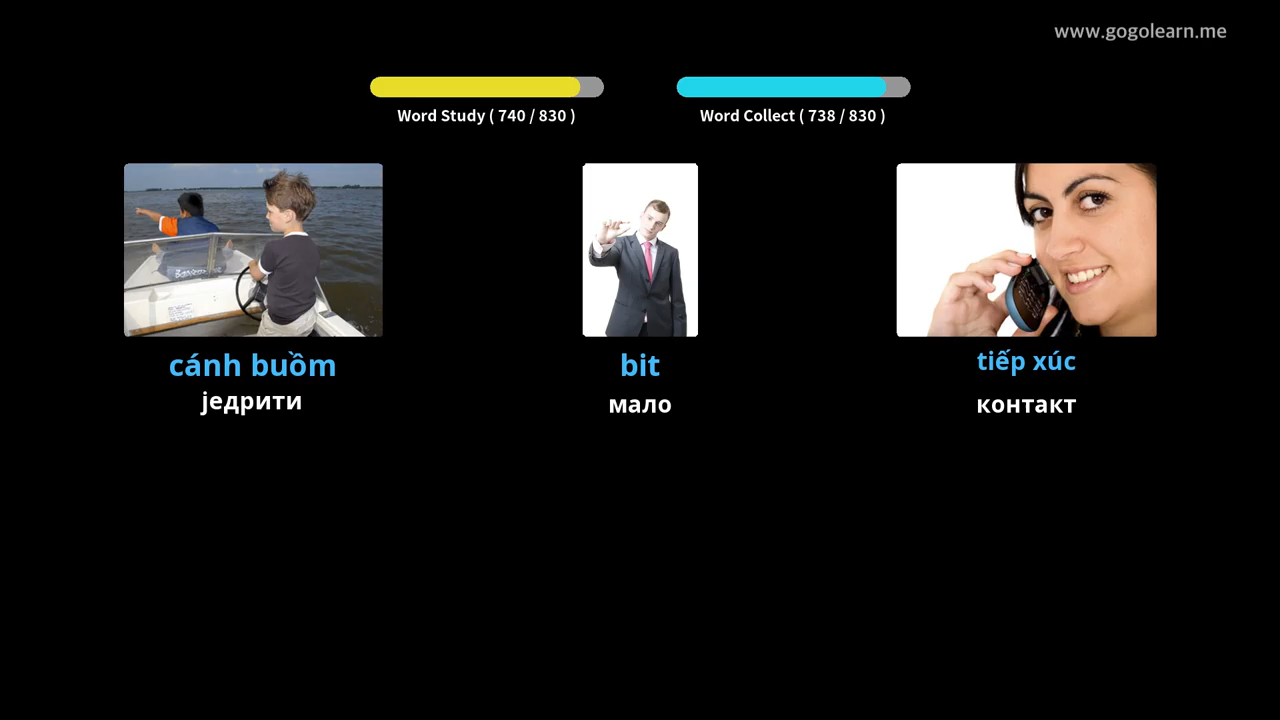 www.gogolearn.me
Word Study ( 740 / 830 )
Word Collect ( 738 / 830 )
cánh buồm
bit
tiếp xúc
једрити
мало
контакт